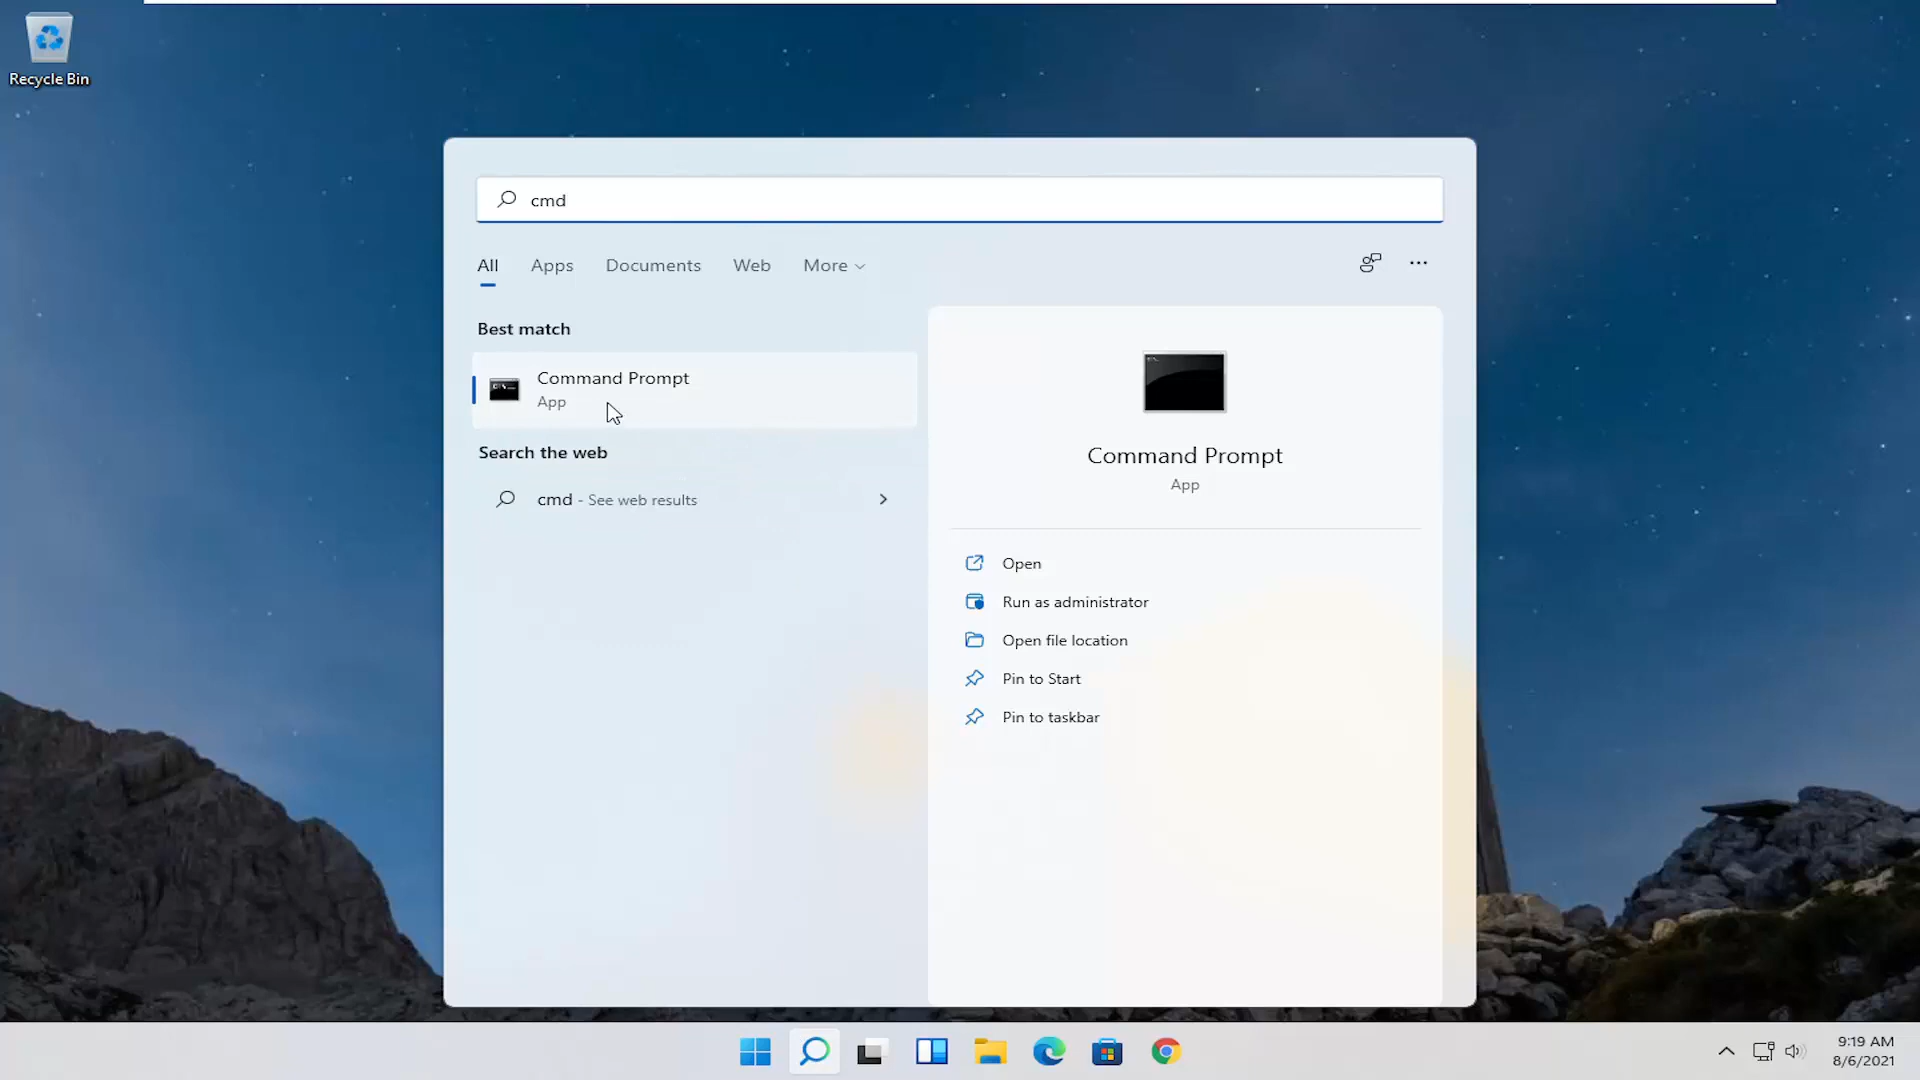 Recycle Bin
cmd
All Apps Documents Web More
Best match
Command Prompt
App
Search the web
cmd - See web results
Command Prompt
App
Open
Run as administrator
Open file location
Pin to Start
Pin to taskbar
9:19 AM
8/6/2021